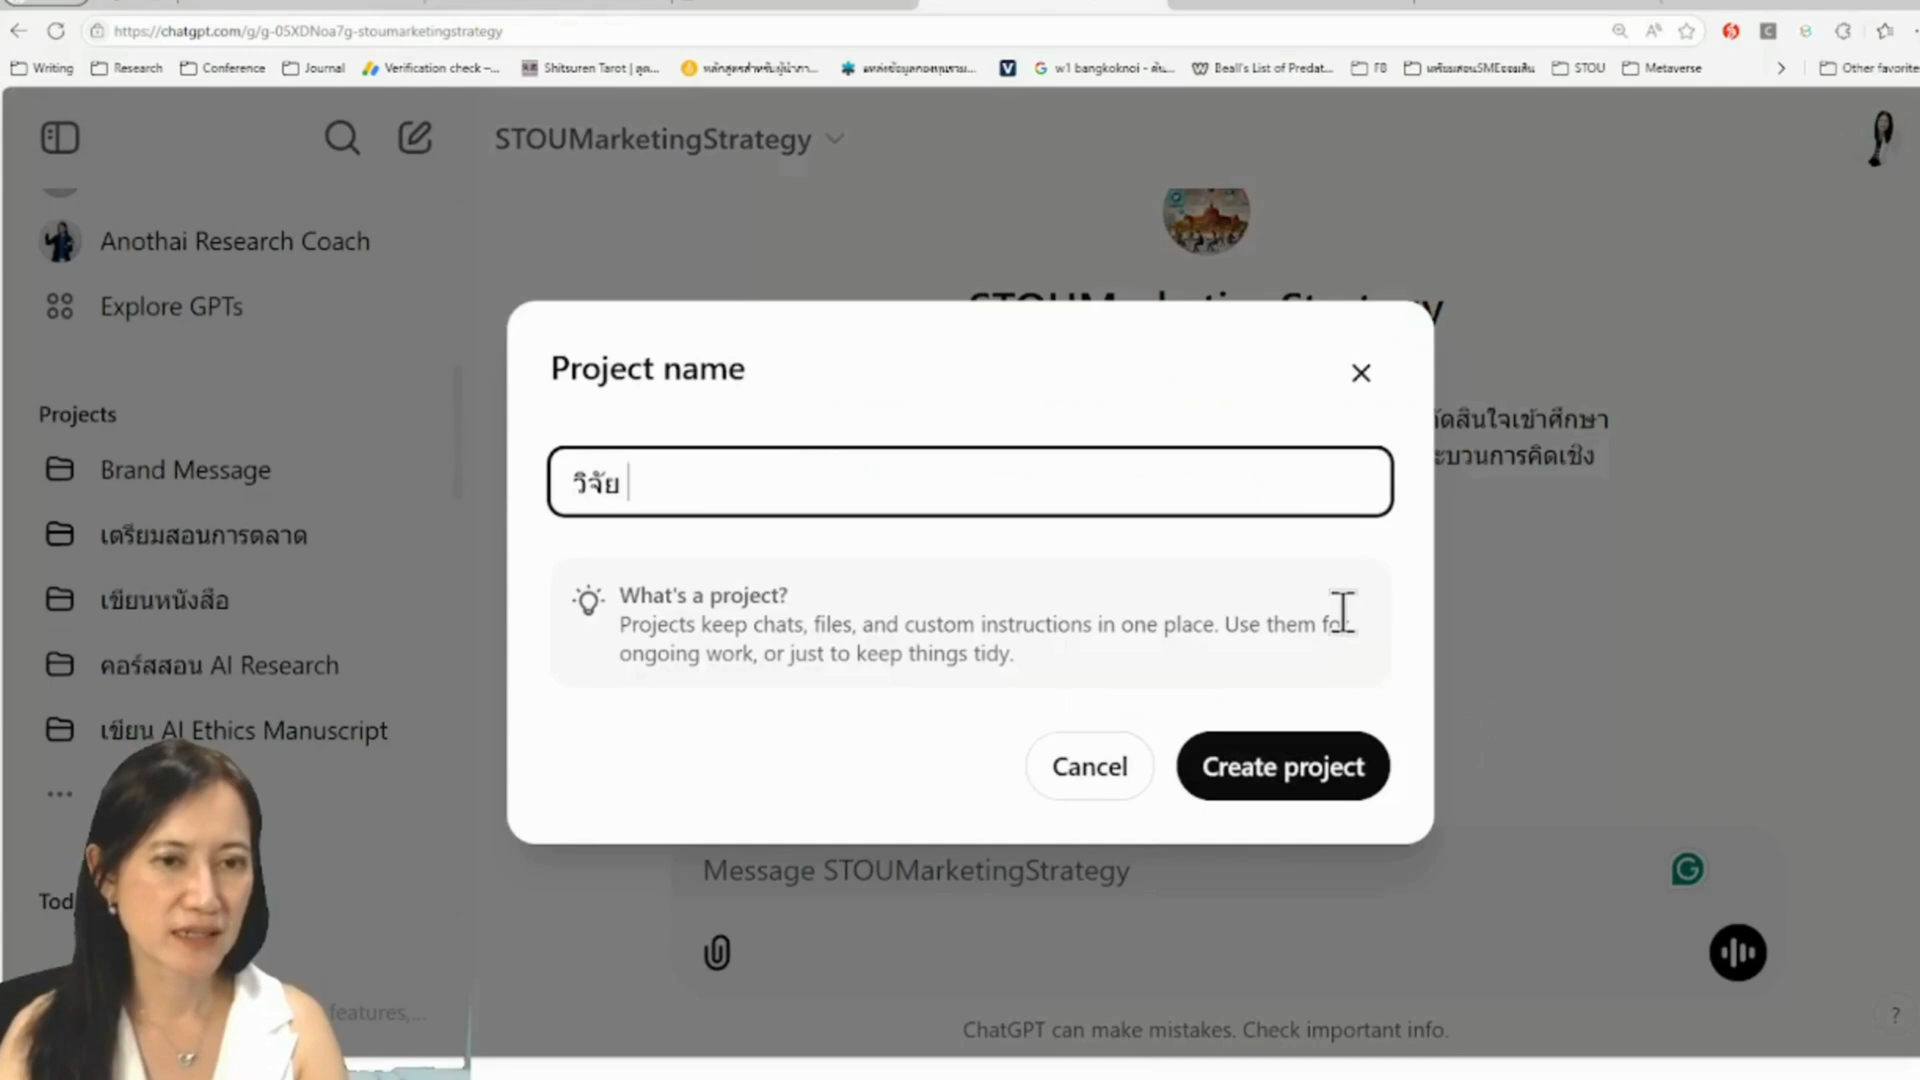 https://chatgpt.com/g/g-05XDNoa7g-stoumarketingstrategy
Writing
Research
Conference
Journal
Verification check –...
Shitsuren Tarot |
w1 bangkoknoi -
Beall's List of Predat...
FB
STOU
Metaverse
Other favorite
STOUMarketingStrategy
Anothai Research Coach
Explore GPTs
Projects
Brand Message
เตรียมสอนการตลาด
เขียนหนังสือ
คอร์สสอน AI Research
เขียน AI Ethics Manuscript
Tod
features,...
Project name
วิจัย
What's a project?
Projects keep chats, files, and custom instructions in one place. Use them for
ongoing work, or just to keep things tidy.
Cancel
Create project
ตัดสินใจเข้าศึกษา
ะบวนการคิดเชิง
Message STOUMarketingStrategy
ChatGPT can make mistakes. Check important info.
?